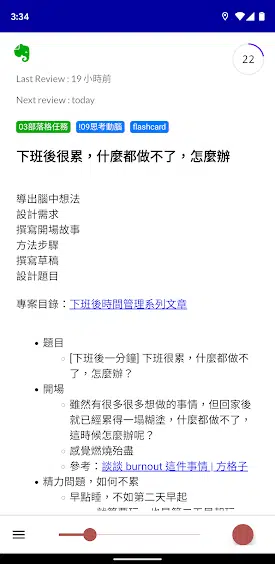 3:34
22
Last Review : 19 小時前
Next review : today
03部落格任務 !09思考動腦 flashcard
下班後很累，什麼都做不了，怎麼辦
導出腦中想法
設計需求
撰寫開場故事
方法步驟
撰寫草稿
設計題目
專案目錄：下班後時間管理系列文章
題目
[下班後一分鐘] 下班很累，什麼都做不
了，怎麼辦？
開場
雖然有很多很多想做的事情，但回家後
就已經累得一塌糊塗，什麼都做不了，
這時候怎麼辦呢？
感覺燃燒殆盡
參考：談談 burnout 這件事情 | 方格子
精力問題，如何不累
早點睡，不如第二天早起